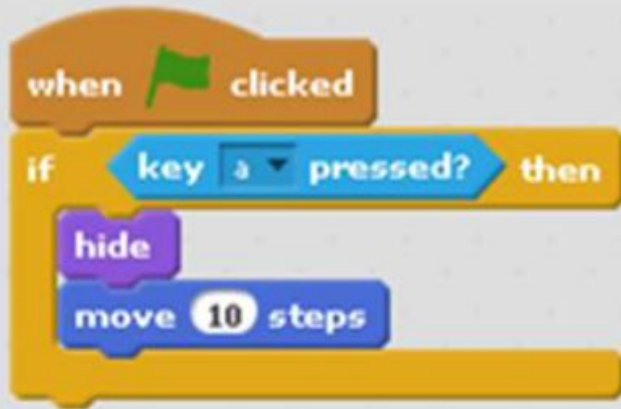 when clicked
if key a pressed? then
hide
move 10 steps